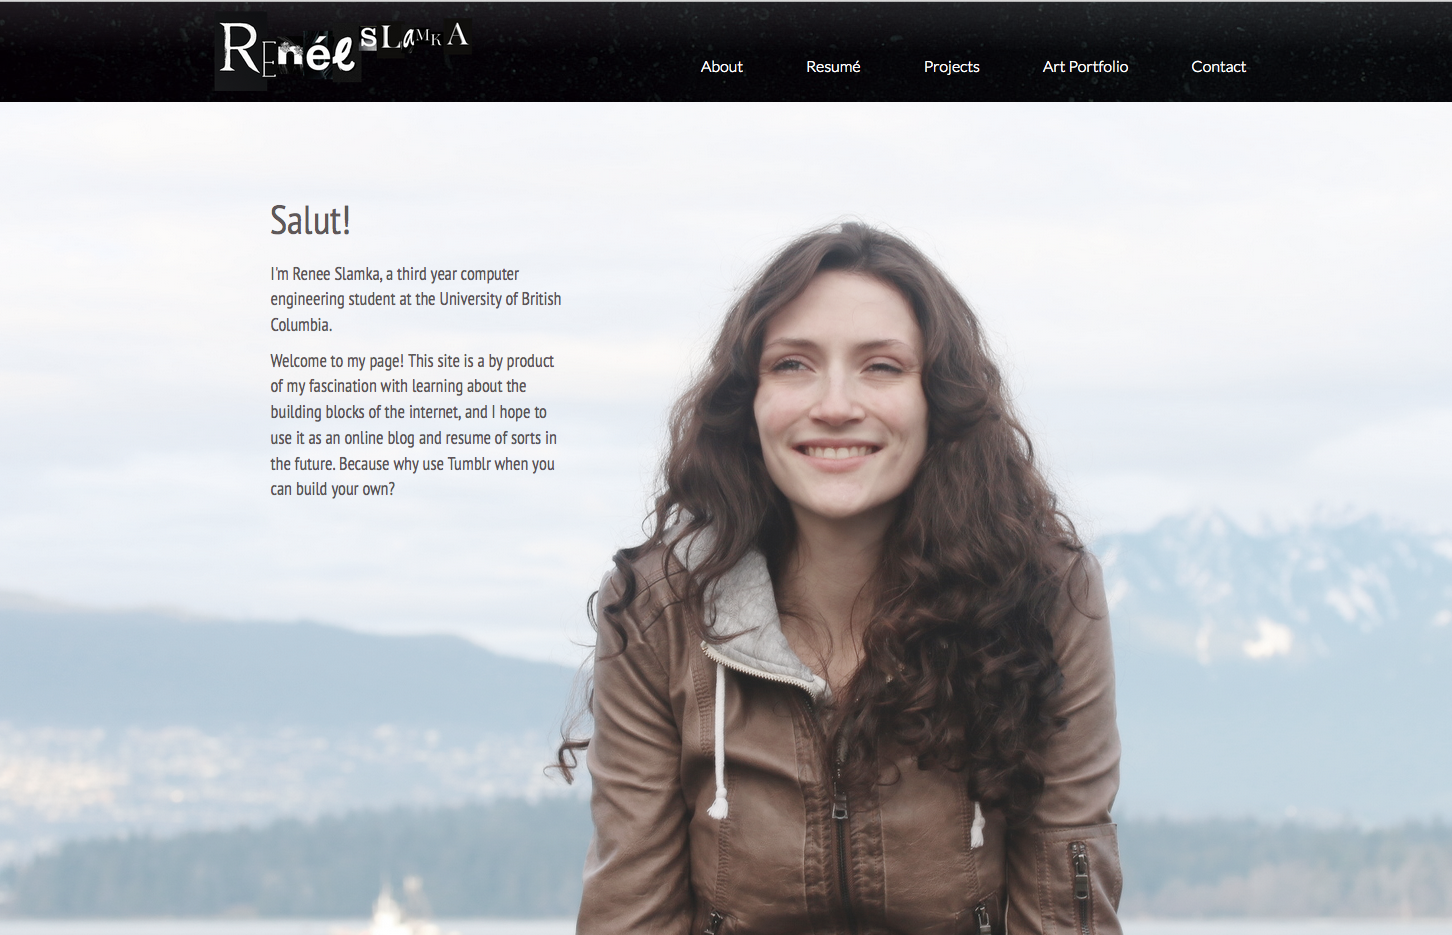 Renée Slamka
About Resumé Projects Art Portfolio Contact
Salut!
I'm Renee Slamka, a third year computer
engineering student at the University of British
Columbia.
Welcome to my page! This site is a by product
of my fascination with learning about the
building blocks of the internet, and I hope to
use it as an online blog and resume of sorts in
the future. Because why use Tumblr when you
can build your own?